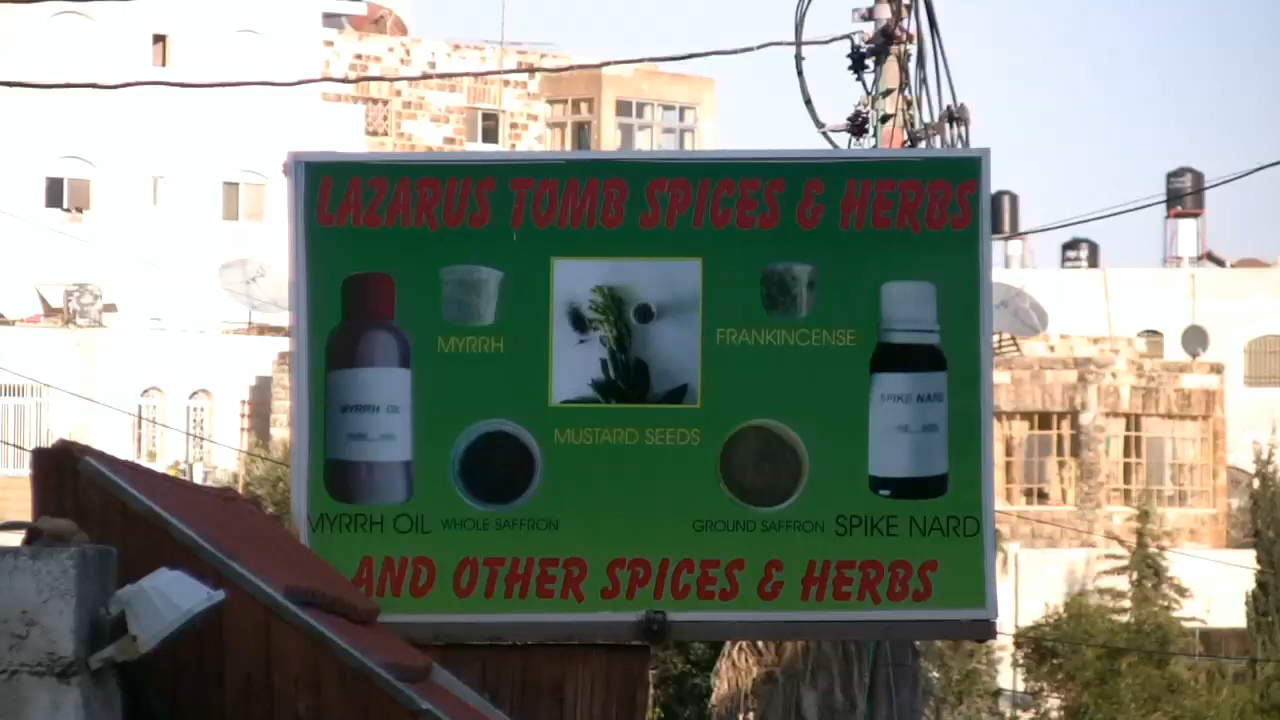 LAZARUS TOMB SPICES & HERBS
MYRRH
FRANKINCENSE
MYRRH OIL
SPIKE NARD
MUSTARD SEEDS
MYRRH OIL
WHOLE SAFFRON
GROUND SAFFRON
SPIKE NARD
AND OTHER SPICES & HERBS